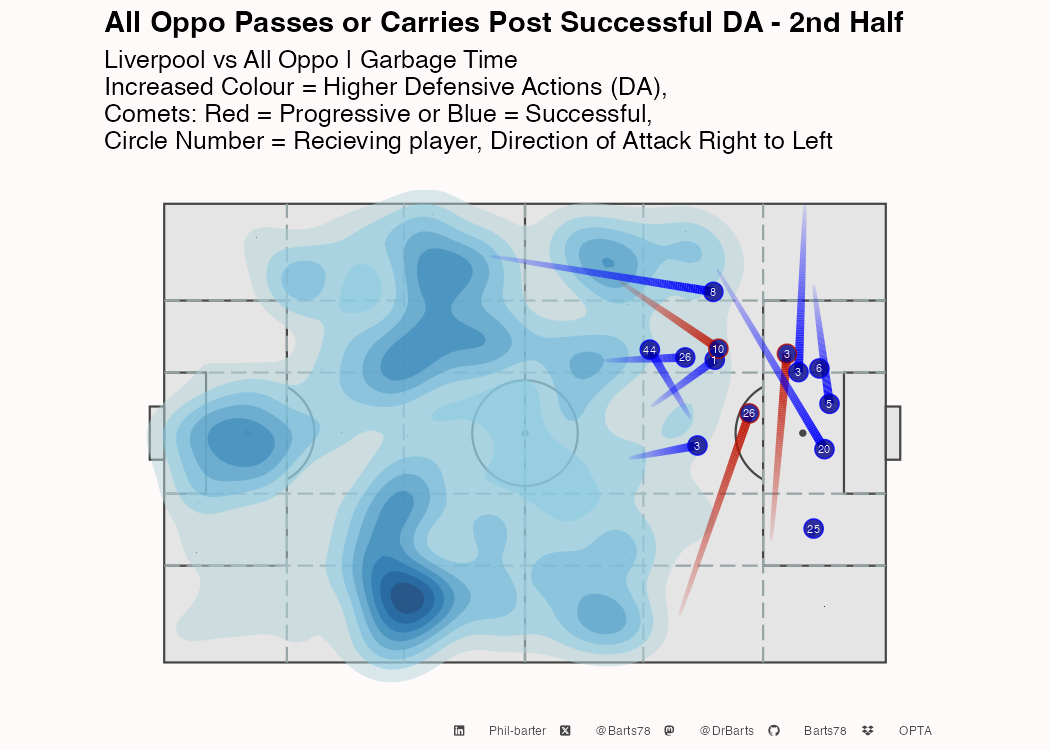 All Oppo Passes or Carries Post Successful DA - 2nd Half
Liverpool vs All Oppo | Garbage Time
Increased Colour = Higher Defensive Actions (DA),
Comets: Red = Progressive or Blue = Successful,
Circle Number = Recieving player, Direction of Attack Right to Left
8
44
26
10
1
3
3
6
5
26
3
20
25
Phil-barter @Barts78 @DrBarts Barts78 OPTA